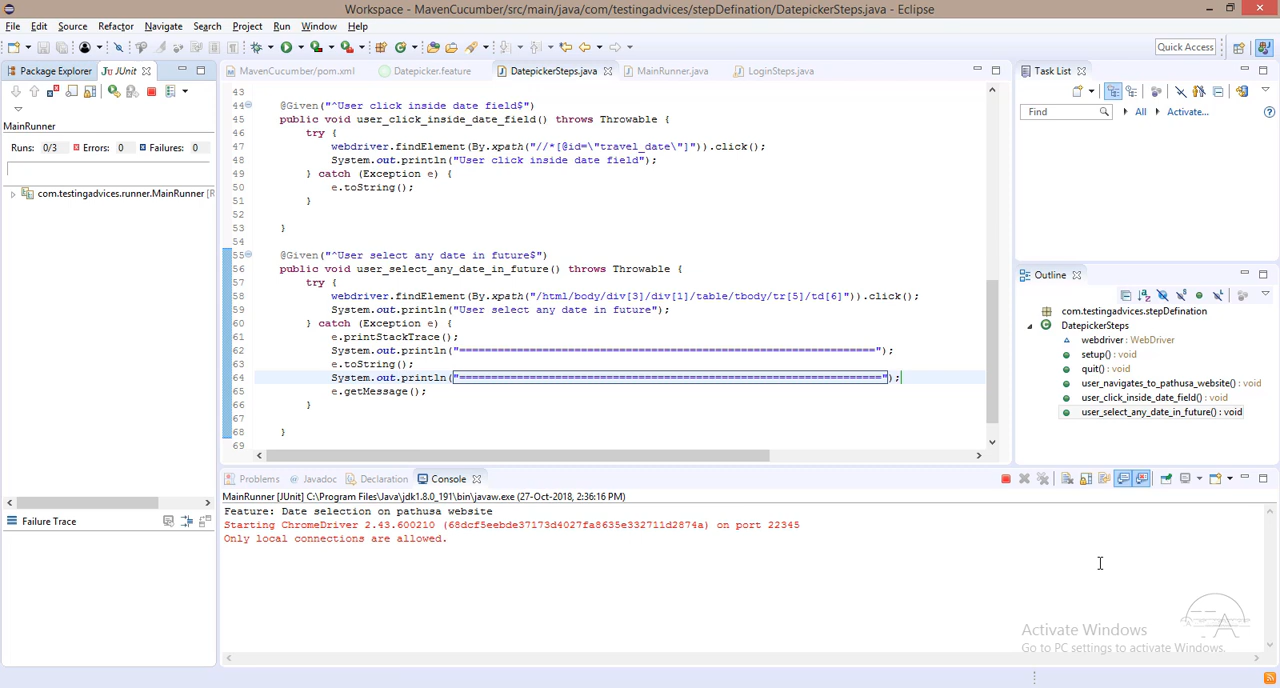 Workspace - MavenCucumber/src/main/java/com/testingadvices/stepDefination/DatepickerSteps.java - Eclipse
File Edit Source Refactor Navigate Search Project Run Window Help
Quick Access
Package Explorer JUnit
MavenCucumber/pom.xml Datepicker.feature DatepickerSteps.java MainRunner.java LoginSteps.java
Task List
Find All Activate...
MainRunner
Runs: 0/3 Errors: 0 Failures: 0
com.testingadvices.runner.MainRunner [R
43
44 @Given("^User click inside date field$")
45 public void user_click_inside_date_field() throws Throwable {
46 try {
47 webdriver.findElement(By.xpath("//*[@id=\"travel_date\"]")).click();
48 System.out.println("User click inside date field");
49 } catch (Exception e) {
50 e.toString();
51 }
52
53 }
54
55 @Given("^User select any date in future$")
56 public void user_select_any_date_in_future() throws Throwable {
57 try {
58 webdriver.findElement(By.xpath("/html/body/div[3]/div[1]/table/tbody/tr[5]/td[6]")).click();
59 System.out.println("User select any date in future");
60 } catch (Exception e) {
61 e.printStackTrace();
62 System.out.println("=================================================================");
63 e.toString();
64 System.out.println("==================================================================");
65 e.getMessage();
66 }
67
68 }
69
Outline
com.testingadvices.stepDefination
DatepickerSteps
webdriver : WebDriver
setup() : void
quit() : void
user_navigates_to_pathusa_website() : void
user_click_inside_date_field() : void
user_select_any_date_in_future() : void
Problems Javadoc Declaration Console
MainRunner [JUnit] C:\Program Files\Java\jdk1.8.0_191\bin\javaw.exe (27-Oct-2018, 2:36:16 PM)
Feature: Date selection on pathusa website
Starting ChromeDriver 2.43.600210 (68dcf5eebde37173d4027fa8635e332711d2874a) on port 22345
Only local connections are allowed.
Failure Trace
Activate Windows
Go to PC settings to activate Windows.